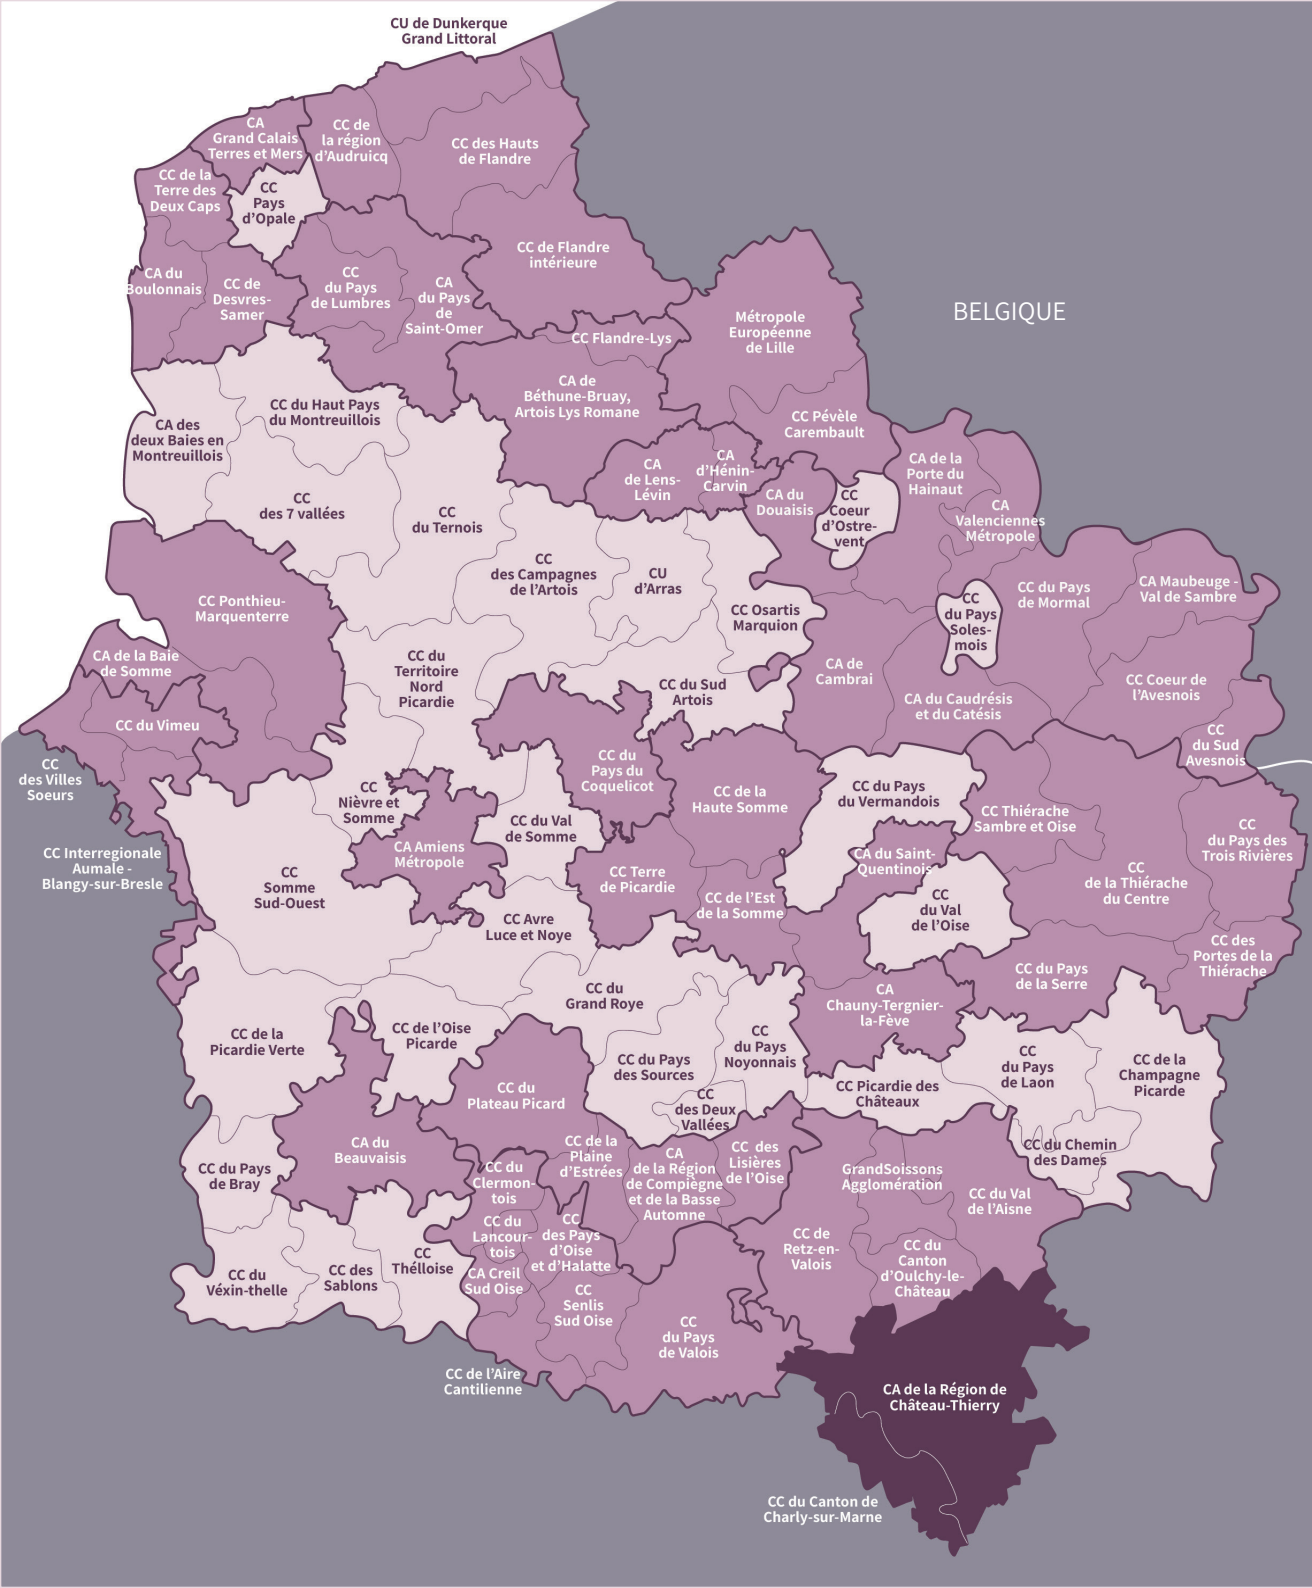 CU de Dunkerque
Grand Littoral
CA
Grand Calais
Terres et Mers
CC de
la région
d'Audruicq
CC des Hauts
de Flandre
CC de la
Terre des
Deux Caps
CC
Pays
d'Opale
CC de Flandre
intérieure
CA du
Boulonnais
CC de
Desvres-
Samer
CC
du Pays
de Lumbres
CA
du Pays
de
Saint-Omer
BELGIQUE
Métropole
Européenne
de Lille
CC Flandre-Lys
CA de
Béthune-Bruay,
Artois Lys Romane
CC du Haut Pays
du Montreuillois
CA des
deux Baies en
Montreuillois
CC Pévèle
Carembault
CA
de Lens-
Lévin
CA
d'Hénin-
Carvin
CA de la
Porte du
Hainaut
CA du
Douaisis
CC
Coeur
d'Ostre-
vent
CA
Valenciennes
Métropole
CC
des 7 vallées
CC
du Ternois
CC
des Campagnes
de l'Artois
CU
d'Arras
CC Osartis
Marquion
CC
du Pays
Soles-
mois
CC du Pays
de Mormal
CA Maubeuge -
Val de Sambre
CC Ponthieu-
Marquenterre
CA de la Baie
de Somme
CC du
Territoire
Nord
Picardie
CC du Sud
Artois
CA de
Cambrai
CA du Caudrésis
et du Catésis
CC Coeur de
l'Avesnois
CC du Vimeu
CC
du Sud
Avesnois
CC
des Villes
Soeurs
CC
Nièvre et
Somme
CC du
Pays du
Coquelicot
CC de la
Haute Somme
CC du Pays
du Vermandois
CC Thiérache
Sambre et Oise
CC
du Pays des
Trois Rivières
CC du Val
de Somme
CA Amiens
Métropole
CC Interregionale
Aumale -
Blangy-sur-Bresle
CC
Somme
Sud-Ouest
CC Terre
de Picardie
CA du Saint-
Quentinois
CC
de la Thiérache
du Centre
CC de l'Est
de la Somme
CC
du Val
de l'Oise
CC Avre
Luce et Noye
CC des
Portes de la
Thiérache
CC du Pays
de la Serre
CC du
Grand Roye
CA
Chauny-Tergnier-
la-Fève
CC de la
Picardie Verte
CC de l'Oise
Picarde
CC du Pays
des Sources
CC
du Pays
Noyonnais
CC
du Pays
de Laon
CC de la
Champagne
Picarde
CC du
Plateau Picard
CC
des Deux
Vallées
CC Picardie des
Châteaux
CA du
Beauvaisis
CC de la
Plaine
d'Estrées
CA
de la Région
de Compiègne
et de la Basse
Automne
CC des
Lisières
de l'Oise
CC du Chemin
des Dames
CC du Pays
de Bray
CC du
Clermon-
tois
GrandSoissons
Agglomération
CC du Val
de l'Aisne
CC du
Lancour-
tois
CC
des Pays
d'Oise
et d'Halatte
CC de
Retz-en-
Valois
CC du
Canton
d'Oulchy-le-
Château
CC du
Véxin-thelle
CC des
Sablons
CC
Thélloise
CA Creil
Sud Oise
CC
Senlis
Sud Oise
CC
du Pays
de Valois
CC de l'Aire
Cantilienne
CA de la Région de
Château-Thierry
CC du Canton de
Charly-sur-Marne